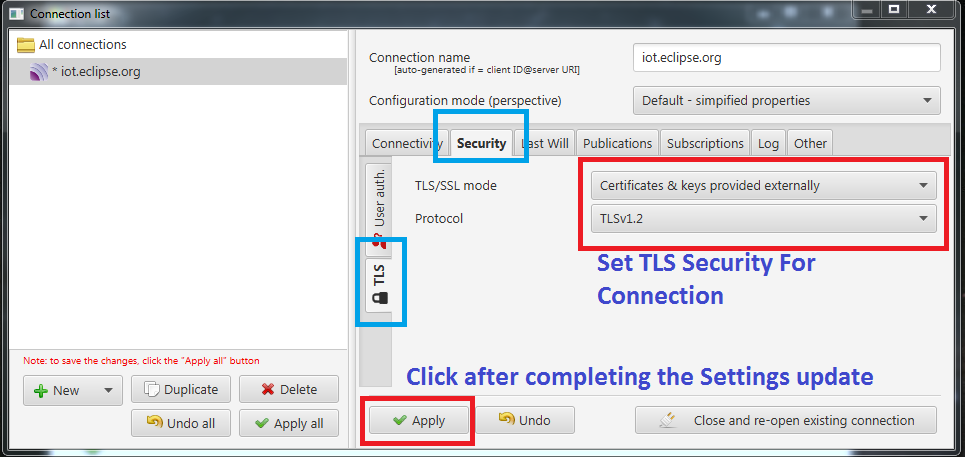 Connection list
All connections
* iot.eclipse.org
Note: to save the changes, click the "Apply all" button
New
Duplicate
Delete
Undo all
Apply all
Connection name
[auto-generated if = client ID@server URI]
iot.eclipse.org
Configuration mode (perspective)
Default - simpified properties
Connectivity
Security
Last Will
Publications
Subscriptions
Log
Other
User auth.
TLS
TLS/SSL mode
Certificates & keys provided externally
Protocol
TLSv1.2
Set TLS Security For
Connection
Click after completing the Settings update
Apply
Undo
Close and re-open existing connection